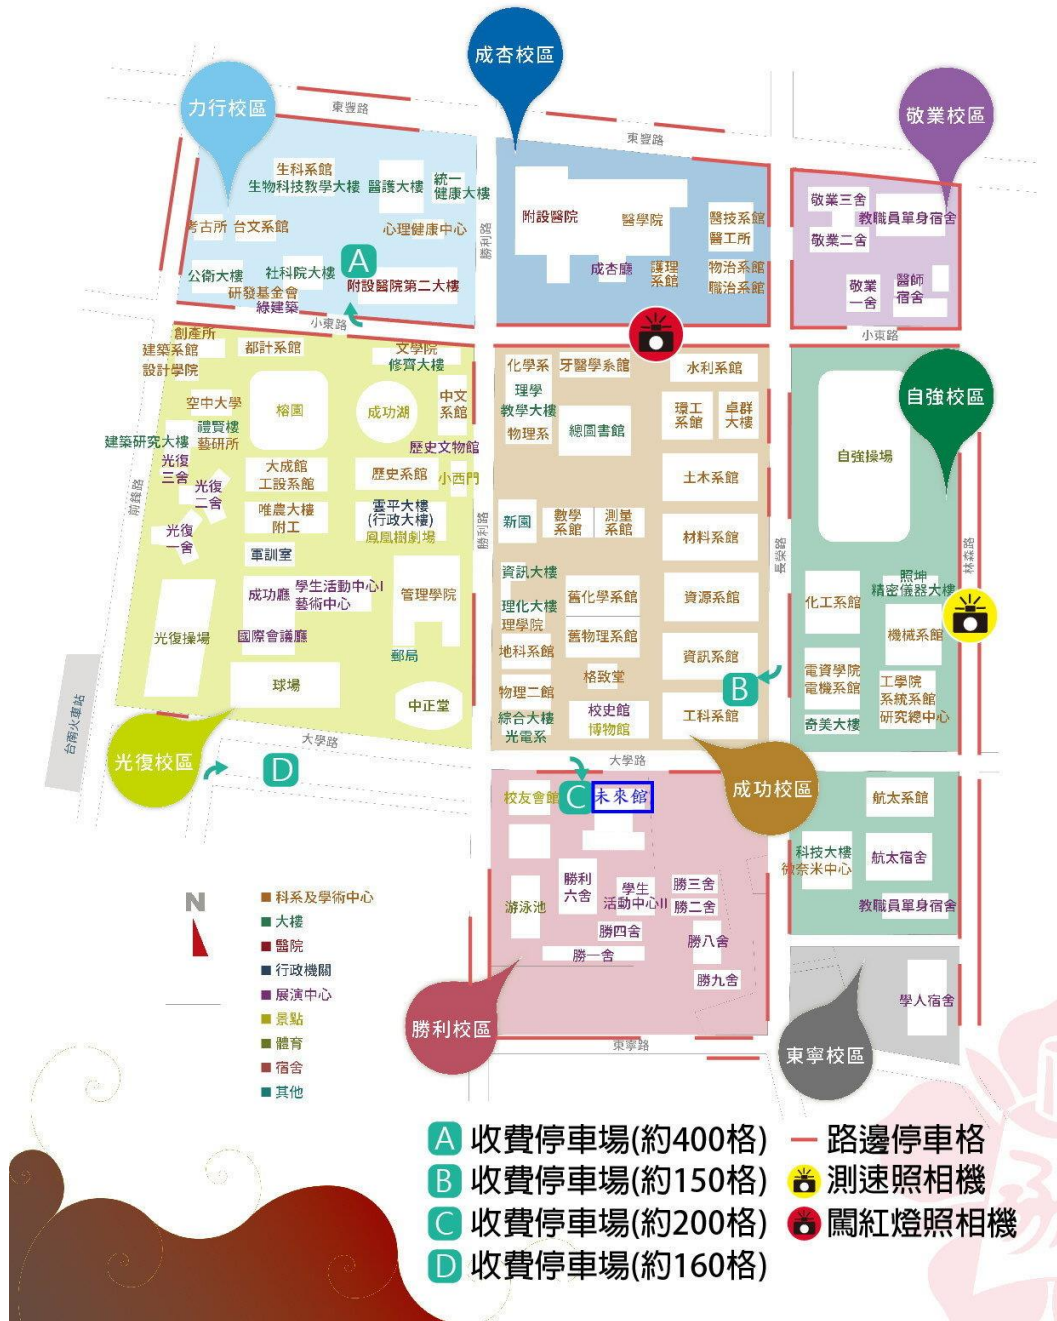 成杏校區
力行校區
敬業校區
東豐路
東豐路
生科系館
生物科技教學大樓
醫護大樓
統一
健康大樓
考古所
台文系館
心理健康中心
公衛大樓
社科院大樓
A
研發基金會
綠建築
附設醫院第二大樓
小東路
勝利路
附設醫院
醫學院
醫技系館
醫工所
成杏廳
護理
系館
物治系館
職治系館
敬業三舍
教職員單身宿舍
敬業二舍
敬業
一舍
醫師
宿舍
小東路
創產所
建築系館
設計學院
都計系館
文學院
修齊大樓
空中大學
榕園
成功湖
中文
系館
禮賢樓
藝研所
建築研究大樓
歷史文物館
光復
三舍
光復
二舍
光復
一舍
大成館
工設系館
歷史系館
小西門
唯農大樓
附工
雲平大樓
(行政大樓)
鳳凰樹劇場
軍訓室
成功廳
學生活動中心I
藝術中心
管理學院
國際會議廳
光復操場
郵局
球場
中正堂
前鋒路
勝利路
台南火車站
光復校區
大學路
D
化學系
牙醫學系館
水利系館
理學
教學大樓
物理系
總圖書館
環工
系館
卓群
大樓
土木系館
新園
數學
系館
測量
系館
材料系館
資訊大樓
舊化學系館
資源系館
理化大樓
理學院
舊物理系館
地科系館
資訊系館
格致堂
B
物理二館
校史館
博物館
工科系館
綜合大樓
光電系
大學路
成功校區
長榮路
自強校區
自強操場
照坤
精密儀器大樓
化工系館
機械系館
電資學院
電機系館
工學院
系統系館
研究總中心
奇美大樓
林森路
校友會館
C
未來館
航太系館
科技大樓
微奈米中心
航太宿舍
教職員單身宿舍
勝利
六舍
學生
活動中心II
勝三舍
勝二舍
游泳池
勝四舍
勝一舍
勝八舍
勝九舍
勝利校區
東寧路
東寧校區
學人宿舍
N
科系及學術中心
大樓
醫院
行政機關
展演中心
景點
體育
宿舍
其他
A 收費停車場(約400格)
B 收費停車場(約150格)
C 收費停車場(約200格)
D 收費停車場(約160格)
路邊停車格
測速照相機
闖紅燈照相機